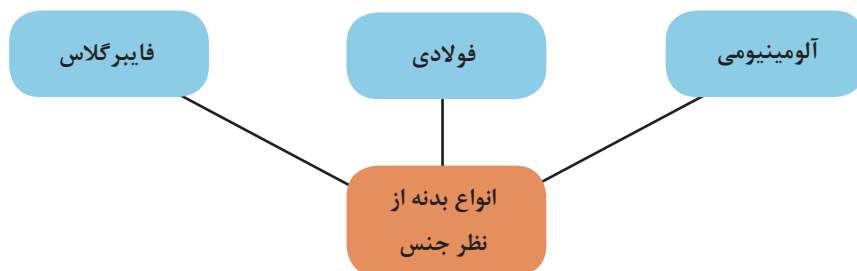 آلومینیومی
فولادی
فایبرگلاس
انواع بدنه از
نظر جنس